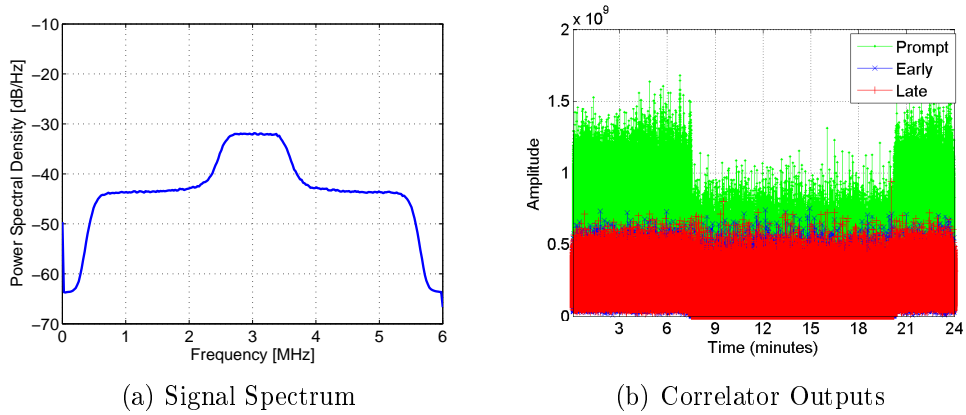 −10
−20
−30
−40
−50
−60
−70
Power Spectral Density [dB/Hz]
0 1 2 3 4 5 6
Frequency [MHz]
(a) Signal Spectrum
x 10^9
2
1.5
1
0.5
0
Amplitude
Prompt
Early
Late
3 6 9 12 15 18 21 24
Time (minutes)
(b) Correlator Outputs